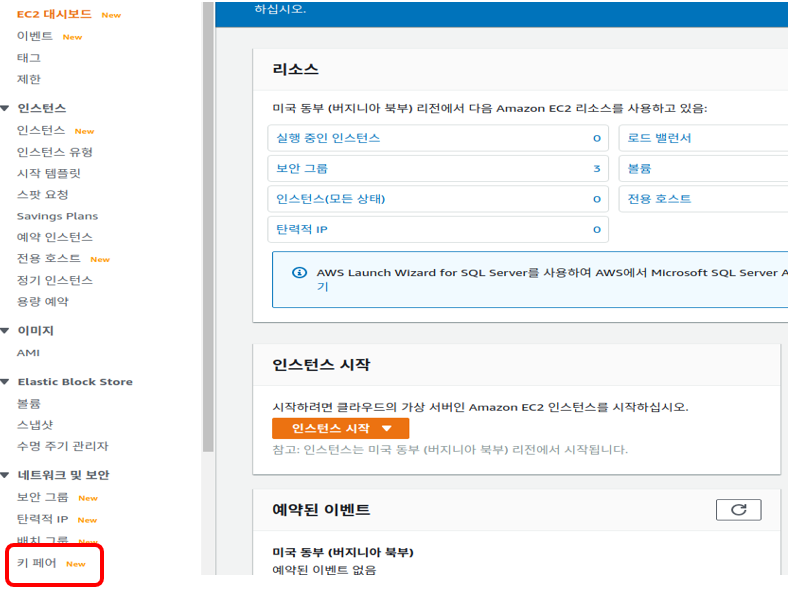 EC2 대시보드 New
이벤트 New
태그
제한
인스턴스
인스턴스 New
인스턴스 유형
시작 템플릿
스팟 요청
Savings Plans
예약 인스턴스
전용 호스트 New
정기 인스턴스
용량 예약
이미지
AMI
Elastic Block Store
볼륨
스냅샷
수명 주기 관리자
네트워크 및 보안
보안 그룹 New
탄력적 IP New
배치 그룹 New
키 페어 New
하십시오.
리소스
미국 동부 (버지니아 북부) 리전에서 다음 Amazon EC2 리소스를 사용하고 있음:
실행 중인 인스턴스 0 로드 밸런서
보안 그룹 3 볼륨
인스턴스(모든 상태) 0 전용 호스트
탄력적 IP 0
AWS Launch Wizard for SQL Server를 사용하여 AWS에서 Microsoft SQL Server A
기
인스턴스 시작
시작하려면 클라우드의 가상 서버인 Amazon EC2 인스턴스를 시작하십시오.
인스턴스 시작
참고: 인스턴스는 미국 동부 (버지니아 북부) 리전에서 시작됩니다.
예약된 이벤트
미국 동부 (버지니아 북부)
예약된 이벤트 없음